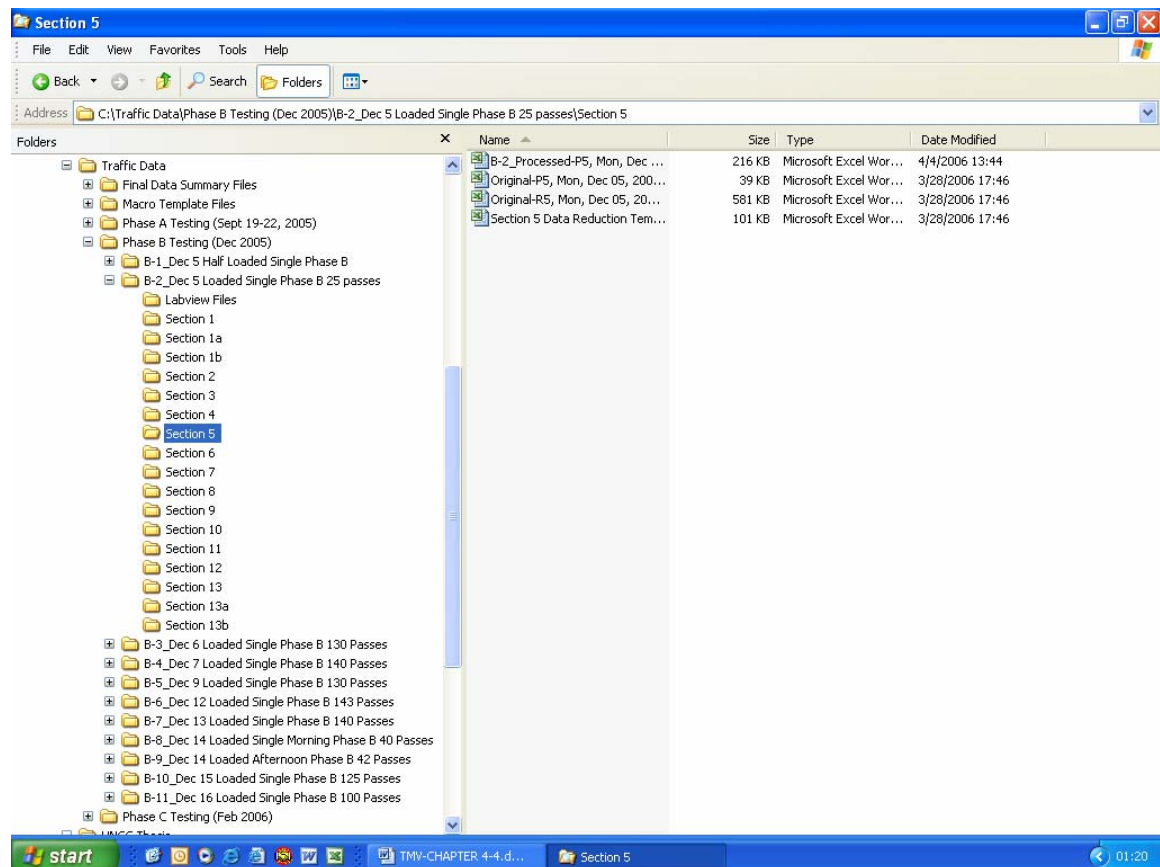 Section 5
File Edit View Favorites Tools Help
Back Search Folders
Address C:\Traffic Data\Phase B Testing (Dec 2005)\B-2_Dec 5 Loaded Single Phase B 25 passes\Section 5
Folders x Name Size Type Date Modified
Traffic Data
Final Data Summary Files
Macro Template Files
Phase A Testing (Sept 19-22, 2005)
Phase B Testing (Dec 2005)
B-1_Dec 5 Half Loaded Single Phase B
B-2_Dec 5 Loaded Single Phase B 25 passes
Labview Files
Section 1
Section 1a
Section 1b
Section 2
Section 3
Section 4
Section 5
Section 6
Section 7
Section 8
Section 9
Section 10
Section 11
Section 12
Section 13
Section 13a
Section 13b
B-3_Dec 6 Loaded Single Phase B 130 Passes
B-4_Dec 7 Loaded Single Phase B 140 Passes
B-5_Dec 9 Loaded Single Phase B 130 Passes
B-6_Dec 12 Loaded Single Phase B 143 Passes
B-7_Dec 13 Loaded Single Phase B 140 Passes
B-8_Dec 14 Loaded Single Morning Phase B 40 Passes
B-9_Dec 14 Loaded Afternoon Phase B 42 Passes
B-10_Dec 15 Loaded Single Phase B 125 Passes
B-11_Dec 16 Loaded Single Phase B 100 Passes
Phase C Testing (Feb 2006)
B-2_Processed-P5, Mon, Dec ... 216 KB Microsoft Excel Wor... 4/4/2006 13:44
Original-P5, Mon, Dec 05, 200... 39 KB Microsoft Excel Wor... 3/28/2006 17:46
Original-R5, Mon, Dec 05, 20... 581 KB Microsoft Excel Wor... 3/28/2006 17:46
Section 5 Data Reduction Tem... 101 KB Microsoft Excel Wor... 3/28/2006 17:46
start TMV-CHAPTER 4-4.d... Section 5 01:20